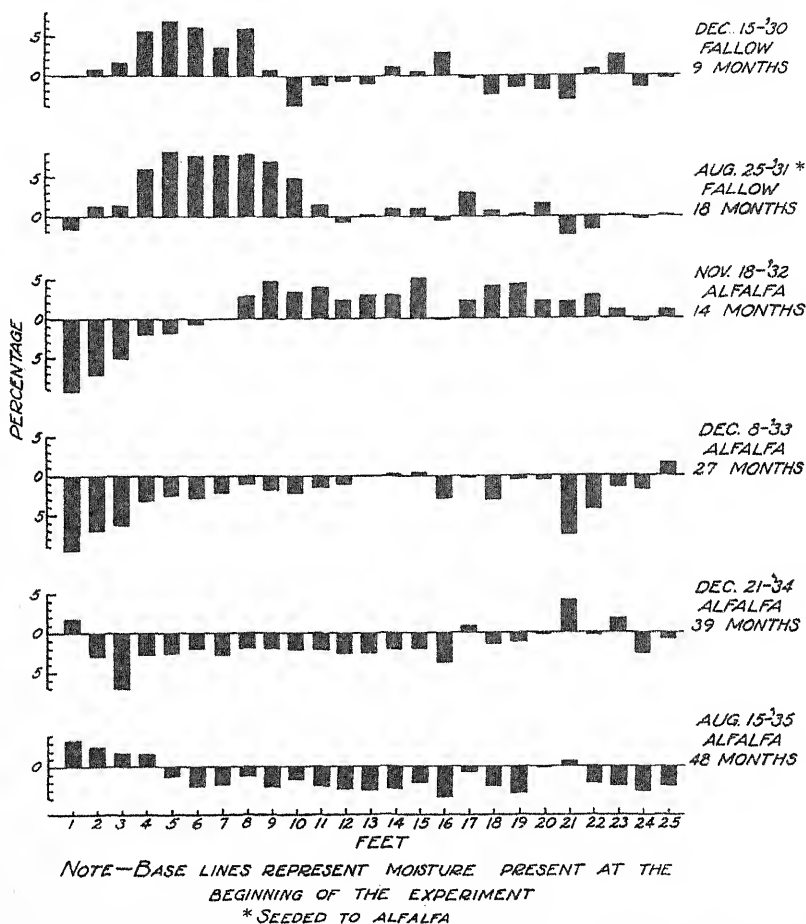 5
0
DEC. 15-'30
FALLOW
9 MONTHS
5
0
AUG. 25-'31 *
FALLOW
18 MONTHS
5
0
5
NOV. 18-'32
ALFALFA
14 MONTHS
PERCENTAGE
5
0
5
DEC. 8-'33
ALFALFA
27 MONTHS
5
0
5
DEC. 21-'34
ALFALFA
39 MONTHS
0
AUG. 15-'35
ALFALFA
48 MONTHS
1 2 3 4 5 6 7 8 9 10 11 12 13 14 15 16 17 18 19 20 21 22 23 24 25
FEET
NOTE—BASE LINES REPRESENT MOISTURE PRESENT AT THE
BEGINNING OF THE EXPERIMENT
* SEEDED TO ALFALFA